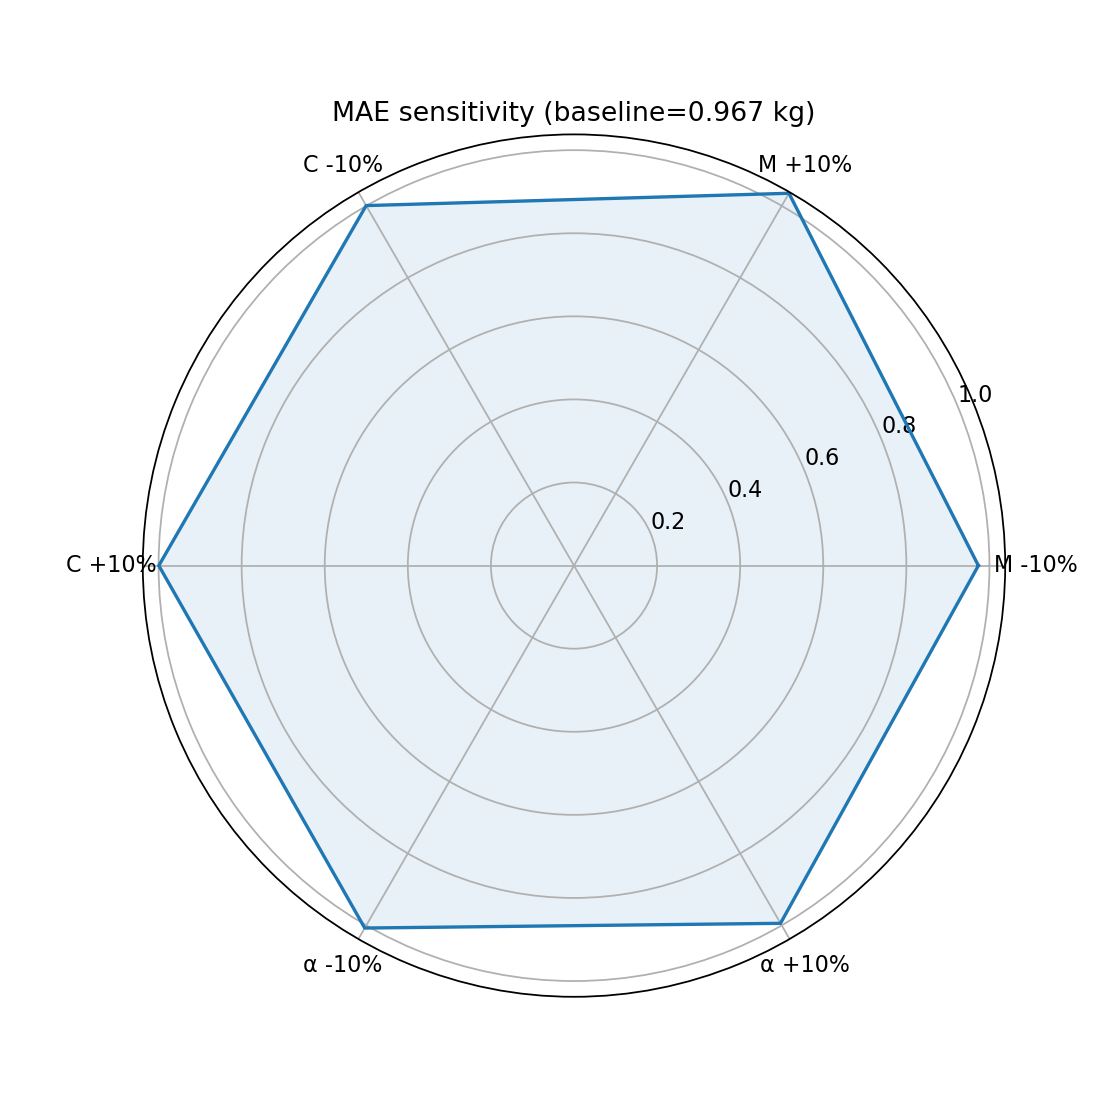 MAE sensitivity (baseline=0.967 kg)
C -10%
M +10%
1.0
0.8
0.6
0.4
0.2
C +10%
M -10%
α -10%
α +10%